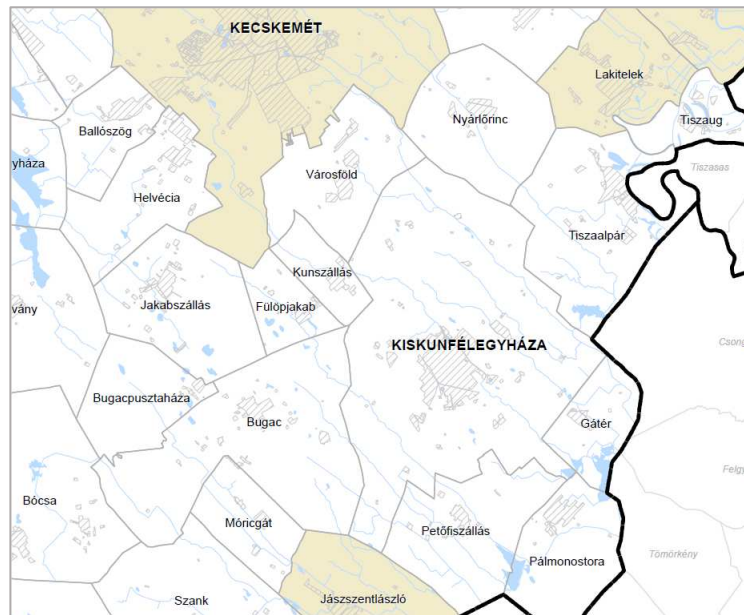 KECSKEMÉT
Lakitelek
Ballószög
Nyárlőrinc
Tiszaug
yháza
Városföld
Tiszasas
Helvécia
Tiszaalpár
Kunszállás
vány
Jakabszállás
Fülöpjakab
KISKUNFÉLEGYHÁZA
Csong
Bugacpusztaháza
Bugac
Gátér
Felgy
Bócsa
Móricgát
Petőfiszállás
Tömörkény
Pálmonostora
Szank
Jászszentlászló